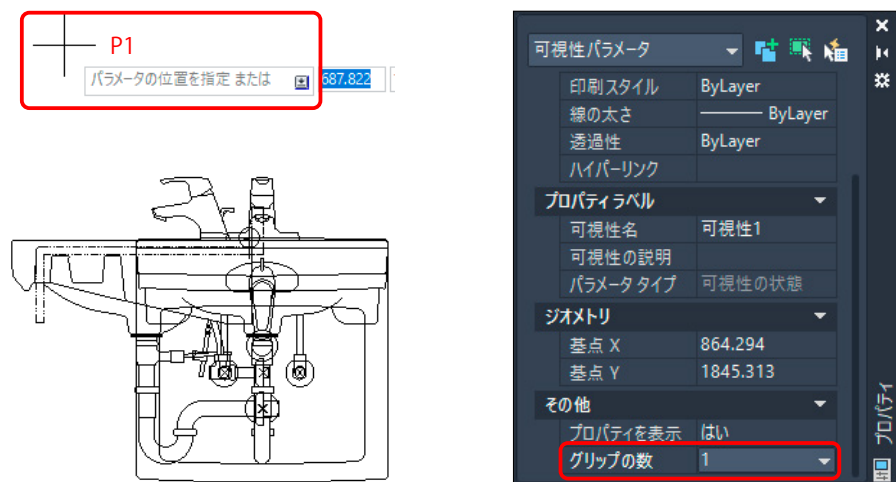 P1
パラメータの位置を指定 または
687.822
可視性パラメータ
印刷スタイル ByLayer
線の太さ ByLayer
透過性 ByLayer
ハイパーリンク
プロパティラベル
可視性名 可視性1
可視性の説明
パラメータ タイプ 可視性の状態
ジオメトリ
基点 X 864.294
基点 Y 1845.313
その他
プロパティを表示 はい
グリップの数 1
プロパティ